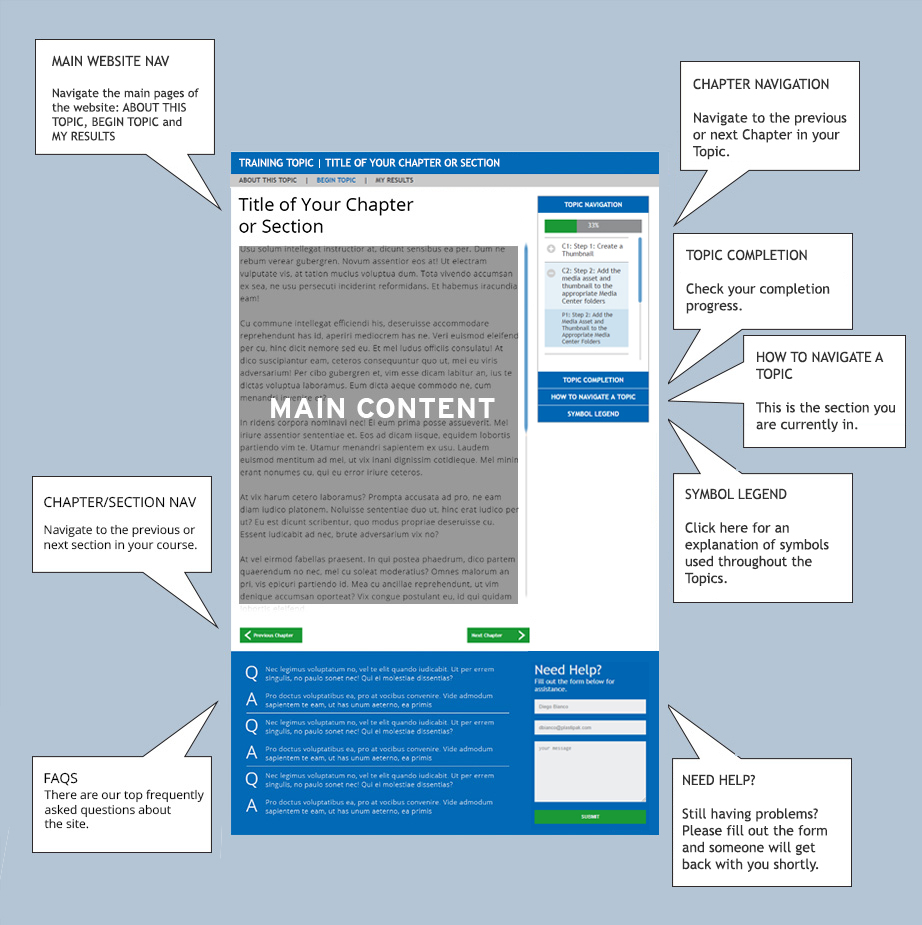 MAIN WEBSITE NAV
Navigate the main pages of
the website: ABOUT THIS
TOPIC, BEGIN TOPIC and
MY RESULTS
CHAPTER NAVIGATION
Navigate to the previous
or next Chapter in your
Topic.
TRAINING TOPIC | TITLE OF YOUR CHAPTER OR SECTION
ABOUT THIS TOPIC | BEGIN TOPIC | MY RESULTS
Title of Your Chapter
or Section
Usu solum intellegat instructior at, dicunt sensibus ea per. Dum ne
rebum verear gubergren. Novum assentior eos at! Ut electram
vulputate vis, at tation mucius voluptua dum. Tota vivendo accumsan
ex sea, ne usu persecuti inciderint reformidans. Et habemus iracundia
eam!
Cu commune intellegat efficiendi his, deseruisse accommodare
reprehendunt has id, aperiri mediocrem has ne. Veri euismod eleifend
per cu, hinc dicit nemore sed eu. Et mel ludus officiis consulatu! At
dico suscipiantur eam, ceteros consequuntur quo ut, mei eu viris
adversarium! Per cibo gubergren et, vim esse dicam labitur an, ius te
dictas voluptua laboramus. Eum dicta aeque commodo ne, cum
MAIN CONTENT
In ridens corpora nominavi nec! Ei eum prima posse assueverit. Mel
iriure assentior sententiae et. Eos ad dicam iisque, equidem lobortis
partiendo vim te. Utamur menandri sapientem ex usu. Laudem
euismod mentitum ad mei, ut vix inani dignissim cotidieque. Mel minim
erant nonumes cu, qui eu error iriure ceteros.
At vix harum cetero laboramus? Prompta accusata ad pro, ne eam
diam iudico platonem. Noluisse sententiae duo ut, hinc erat iudico per
ut? Eu est dicunt scribentur, quo modus propriae deseruisse cu.
Essent iudicabit ad nec, brute adversarium vix no?
At vel eirmod fabellas praesent. In qui postea phaedrum, dico partem
quaerendum no nec, mel cu soleat moderatius? Omnes malorum an
pri, vis epicuri partiendo id. Mea cu ancillae reprehendunt, ut vim
denique accumsan oporteat? Vix congue postulant eu, id qui quidam
Previous Chapter
Next Chapter
TOPIC NAVIGATION
33%
C1: Step 1: Create a
Thumbnail
C2: Step 2: Add the
media asset and
thumbnail to the
appropriate Media
Center folders
P1: Step 2: Add the
Media Asset and
Thumbnail to the
appropriate Media
Center Folders
TOPIC COMPLETION
HOW TO NAVIGATE A TOPIC
SYMBOL LEGEND
TOPIC COMPLETION
Check your completion
progress.
HOW TO NAVIGATE A
TOPIC
This is the section you
are currently in.
SYMBOL LEGEND
Click here for an
explanation of symbols
used throughout the
Topics.
CHAPTER/SECTION NAV
Navigate to the previous or
next section in your course.
Q Nec legimus voluptatum no, vel te elit quando iudicabit. Ut per errem
singulis, no paulo sonet nec! Qui ei molestiae dissentias?
A Pro doctus voluptatibus ea, pro at vocibus convenire. Vide admodum
sapientem te eam, ut has unum aeterno, ea primis
Q Nec legimus voluptatum no, vel te elit quando iudicabit. Ut per errem
singulis, no paulo sonet nec! Qui ei molestiae dissentias?
A Pro doctus voluptatibus ea, pro at vocibus convenire. Vide admodum
sapientem te eam, ut has unum aeterno, ea primis
Q Nec legimus voluptatum no, vel te elit quando iudicabit. Ut per errem
singulis, no paulo sonet nec! Qui ei molestiae dissentias?
A Pro doctus voluptatibus ea, pro at vocibus convenire. Vide admodum
sapientem te eam, ut has unum aeterno, ea primis
Need Help?
Fill out the form below for
assistance.
Diego Bianco
your message
SUBMIT
FAQS
There are our top frequently
asked questions about
the site.
NEED HELP?
Still having problems?
Please fill out the form
and someone will get
back with you shortly.